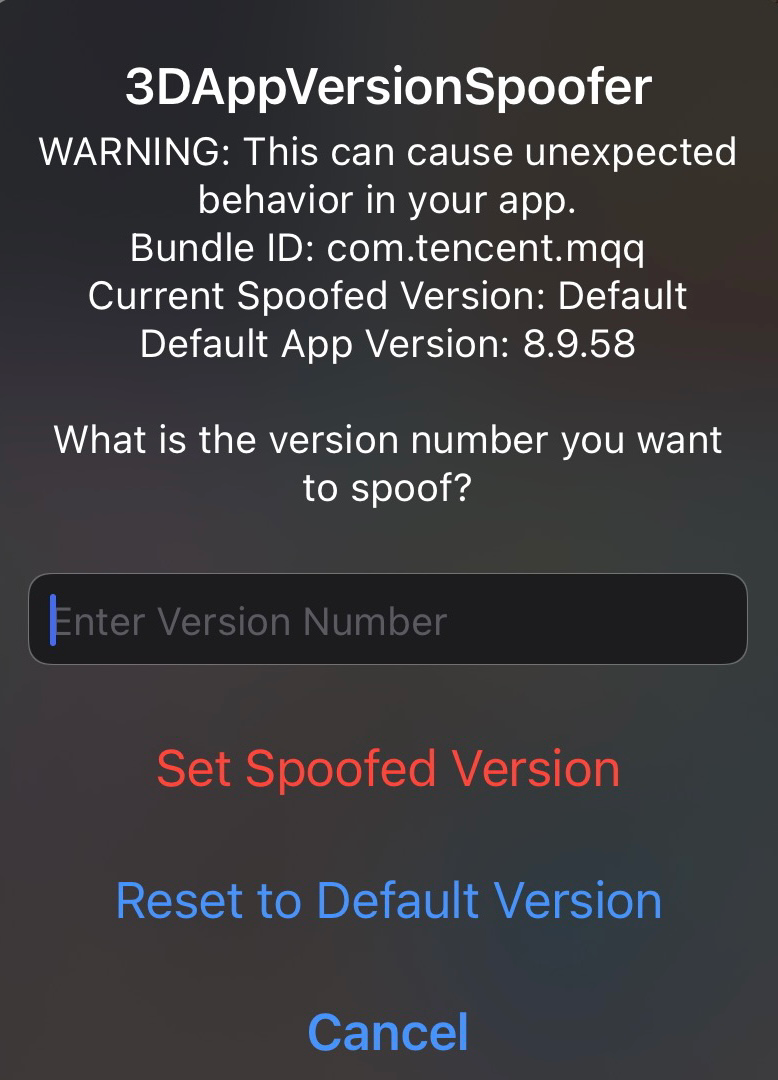 3DAppVersionSpoofer
WARNING: This can cause unexpected
behavior in your app.
Bundle ID: com.tencent.mqq
Current Spoofed Version: Default
Default App Version: 8.9.58
What is the version number you want
to spoof?
Enter Version Number
Set Spoofed Version
Reset to Default Version
Cancel